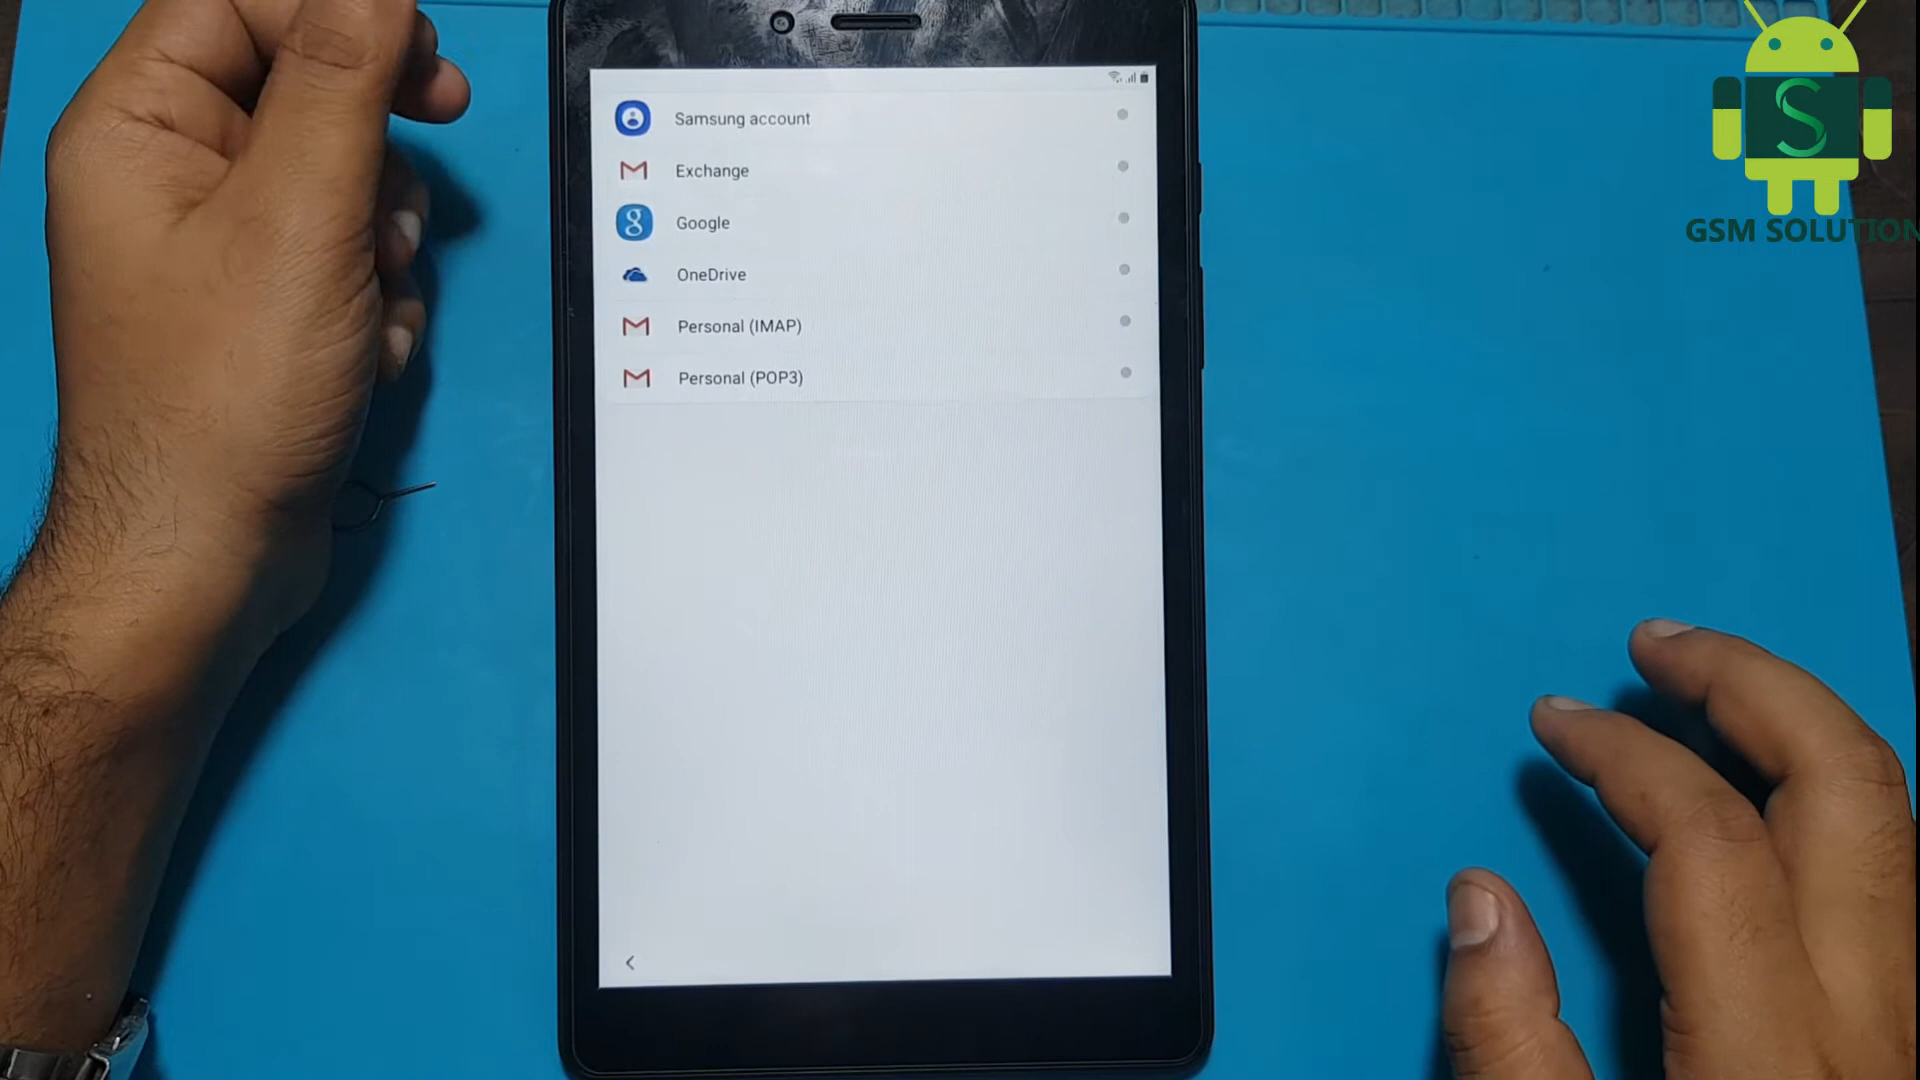 Samsung account
Exchange
Google
OneDrive
Personal (IMAP)
Personal (POP3)
S
GSM SOLUTION